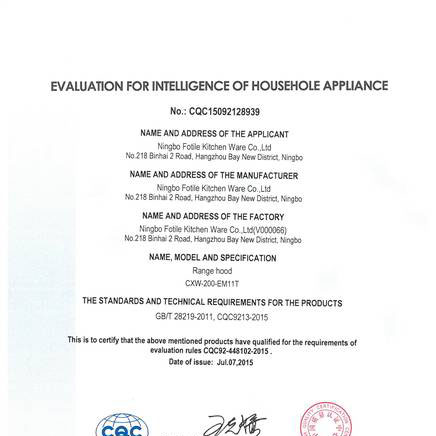 EVALUATION FOR INTELLIGENCE OF HOUSEHOLE APPLIANCE
No.: CQC15092128939
NAME AND ADDRESS OF THE APPLICANT
Ningbo Fotile Kitchen Ware Co.,Ltd
No.218 Binhai 2 Road, Hangzhou Bay New District, Ningbo
NAME AND ADDRESS OF THE MANUFACTURER
Ningbo Fotile Kitchen Ware Co.,Ltd
No.218 Binhai 2 Road, Hangzhou Bay New District, Ningbo
NAME AND ADDRESS OF THE FACTORY
Ningbo Fotile Kitchen Ware Co.,Ltd(V000066)
No.218 Binhai 2 Road, Hangzhou Bay New District, Ningbo
NAME, MODEL AND SPECIFICATION
Range hood
CXW-200-EM11T
THE STANDARDS AND TECHNICAL REQUIREMENTS FOR THE PRODUCTS
GB/T 28219-2011, CQC9213-2015
This is to certify that the above mentioned products have qualified for the requirements of
evaluation rules CQC92-448102-2015 .
Date of issue: Jul.07,2015
CQC